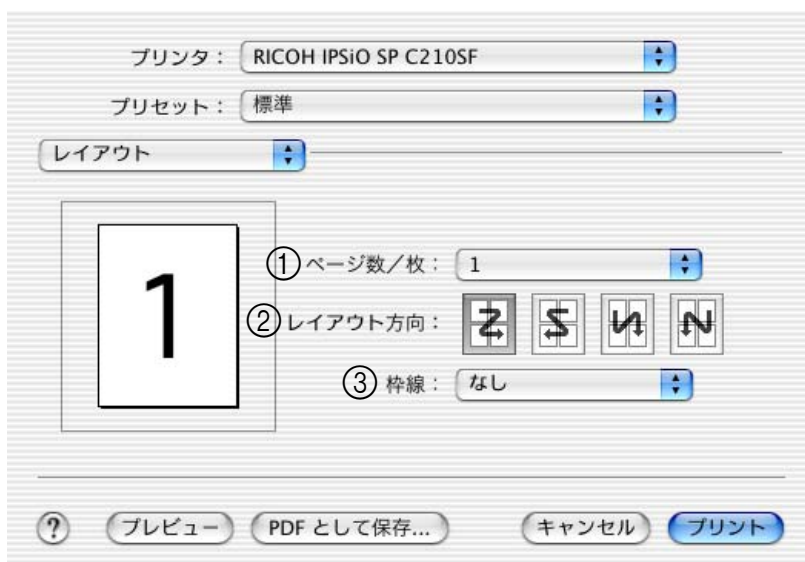 プリンタ： RICOH IPSiO SP C210SF
プリセット： 標準
レイアウト
1
①ページ数／枚： 1
②レイアウト方向：
③枠線： なし
? プレビュー PDF として保存... キャンセル プリント